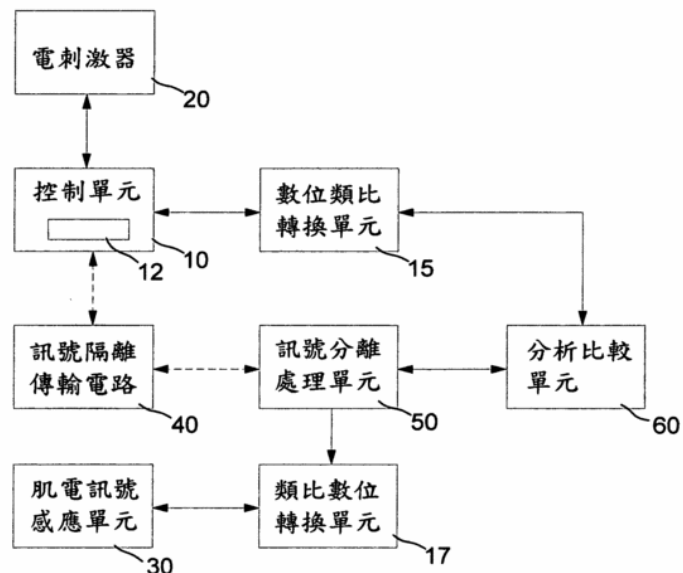 電刺激器
20
控制單元
12
10
數位類比
轉換單元
15
訊號隔離
傳輸電路
40
訊號分離
處理單元
50
分析比較
單元
60
肌電訊號
感應單元
30
類比數位
轉換單元
17